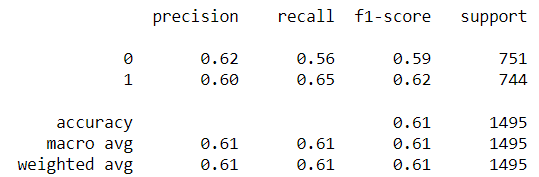 precision recall f1-score support
0 0.62 0.56 0.59 751
1 0.60 0.65 0.62 744
accuracy 0.61 1495
macro avg 0.61 0.61 0.61 1495
weighted avg 0.61 0.61 0.61 1495